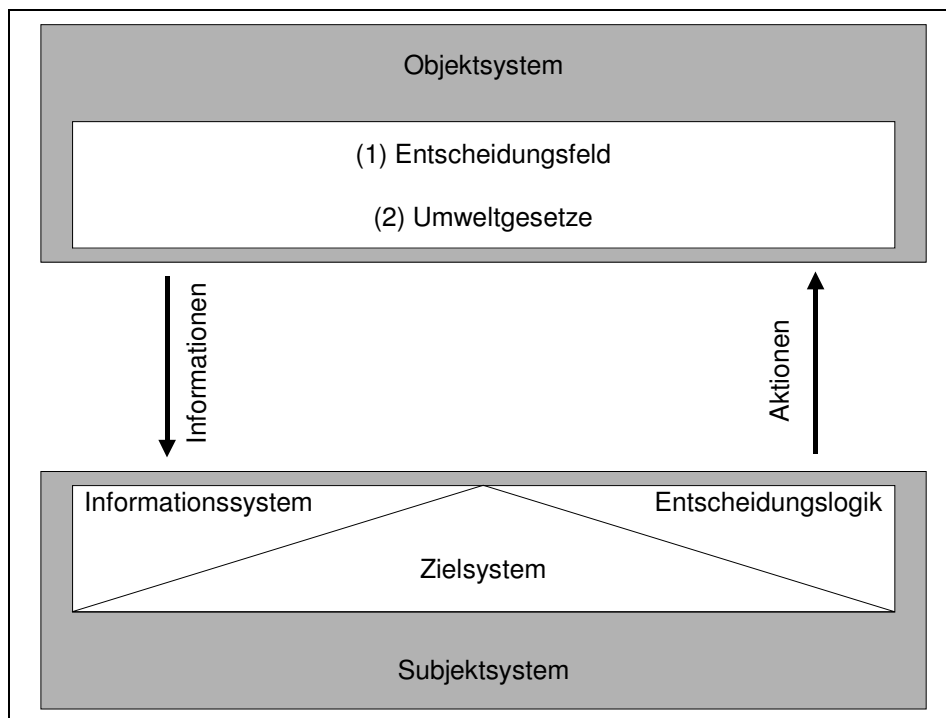 Objektsystem
(1) Entscheidungsfeld
(2) Umweltgesetze
Informationen
Aktionen
Informationssystem
Entscheidungslogik
Zielsystem
Subjektsystem